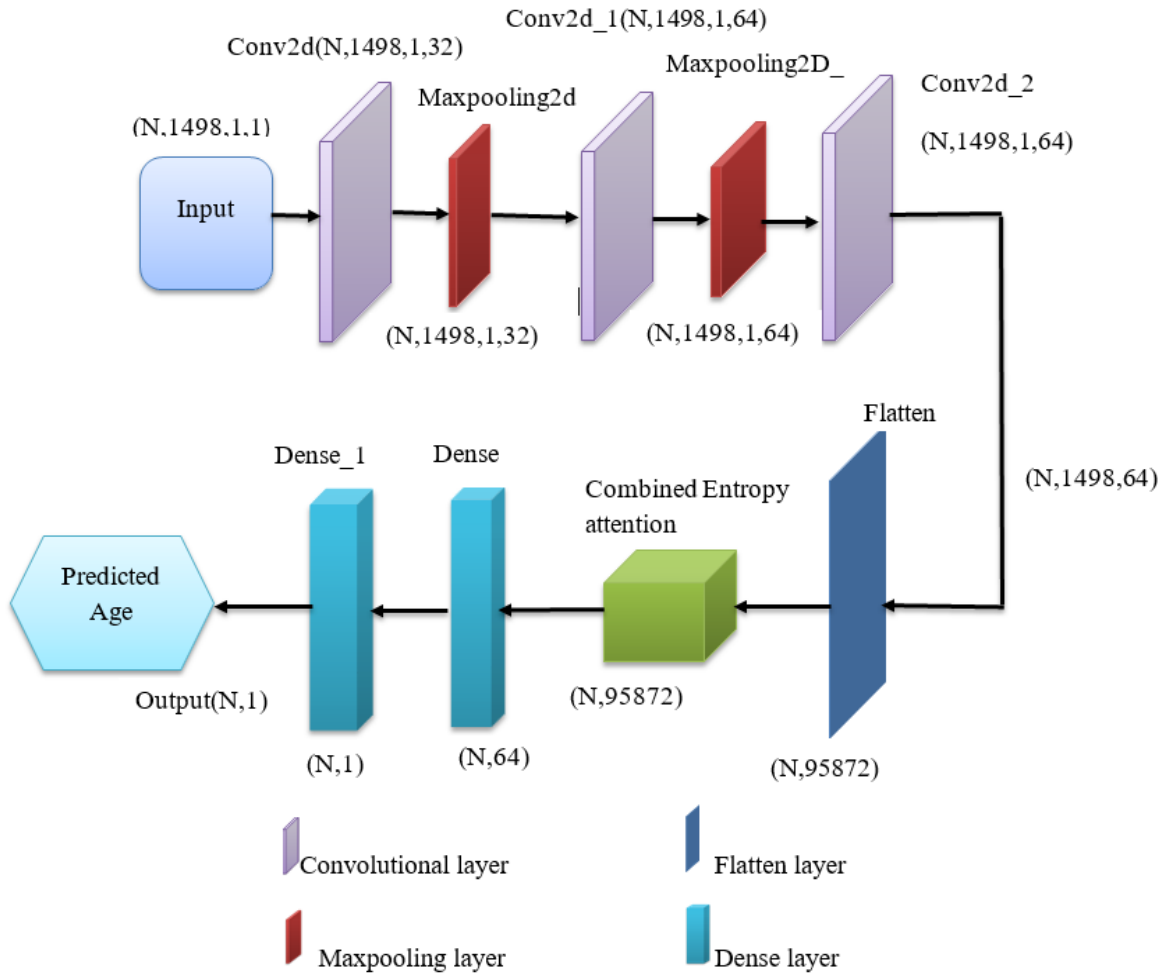 Conv2d_1(N,1498,1,64)
Conv2d(N,1498,1,32)
Maxpooling2D_
Conv2d_2
Maxpooling2d
(N,1498,1,1)
(N,1498,1,64)
Input
(N,1498,1,32)
(N,1498,1,64)
Flatten
Dense_1
Dense
(N,1498,64)
Combined Entropy
attention
Predicted
Age
Output(N,1)
(N,95872)
(N,1)
(N,64)
(N,95872)
Convolutional layer
Flatten layer
Maxpooling layer
Dense layer